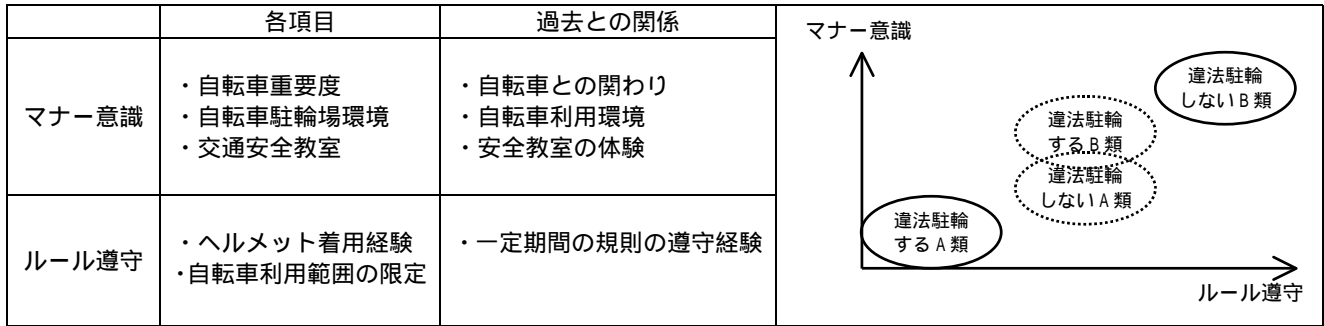 各項目
過去との関係
マナー意識
・自転車重要度
・自転車駐輪場環境
・交通安全教室
・自転車との関わり
・自転車利用環境
・安全教室の体験
ルール遵守
・ヘルメット着用経験
・自転車利用範囲の限定
・一定期間の規則の遵守経験
マナー意識
違法駐輪
しないB類
違法駐輪
するB類
違法駐輪
しないA類
違法駐輪
するA類
ルール遵守